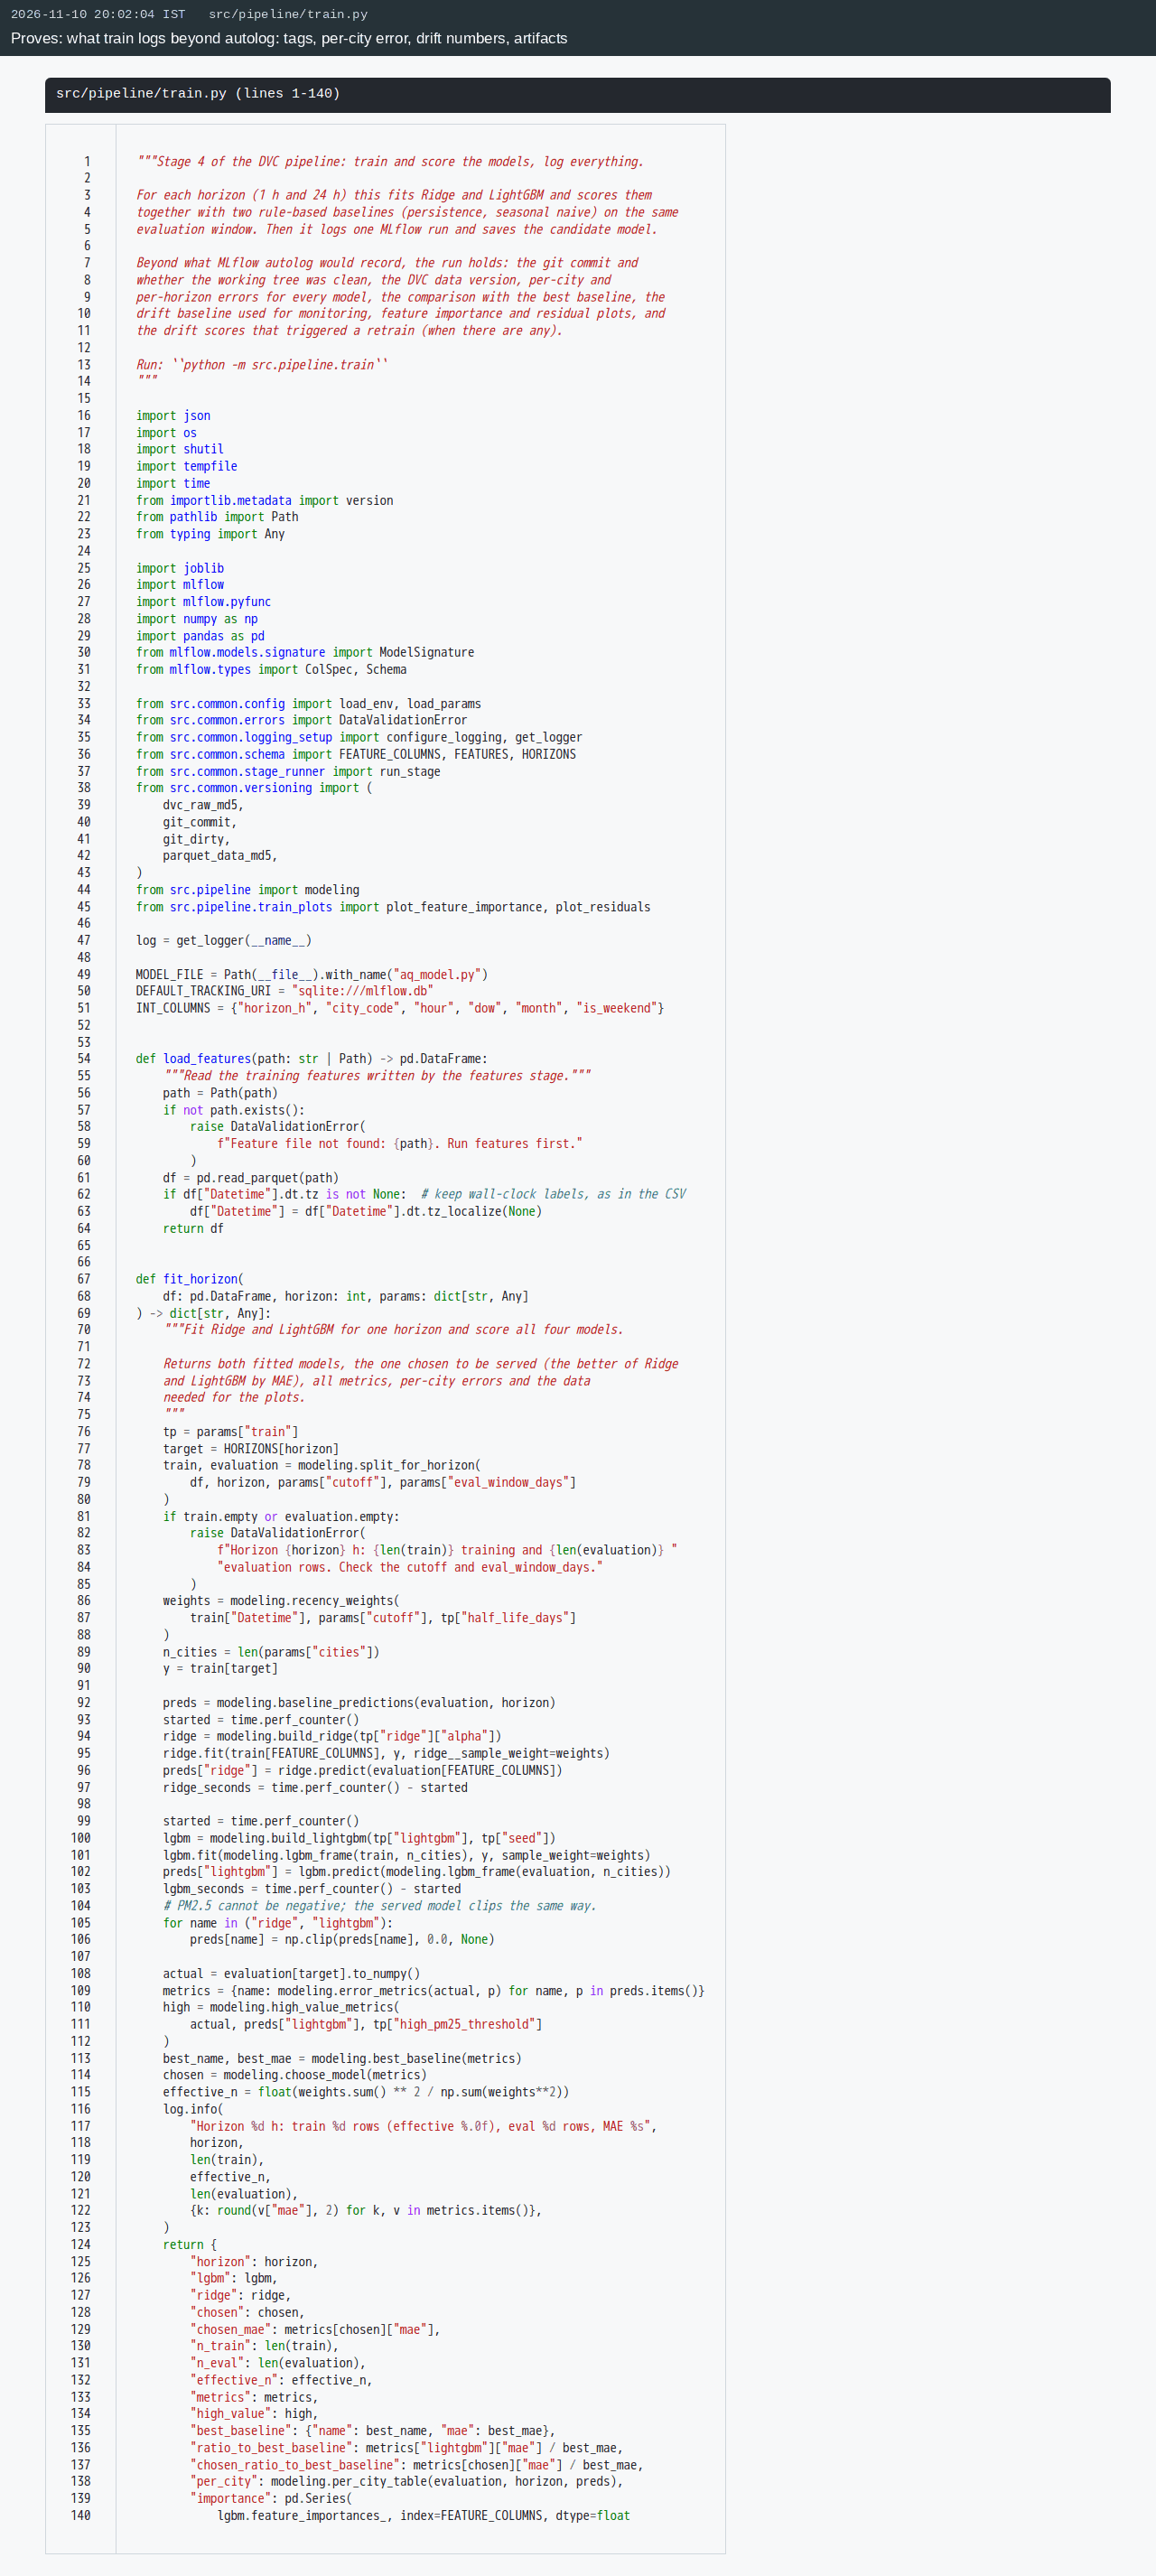 2026-11-10 20:02:04 IST   src/pipeline/train.py
Proves: what train logs beyond autolog: tags, per-city error, drift numbers, artifacts
src/pipeline/train.py (lines 1-140)
1 """Stage 4 of the DVC pipeline: train and score the models, log everything.
2
3 For each horizon (1 h and 24 h) this fits Ridge and LightGBM and scores them
4 together with two rule-based baselines (persistence, seasonal naive) on the same
5 evaluation window. Then it logs one MLflow run and saves the candidate model.
6
7 Beyond what MLflow autolog would record, the run holds: the git commit and
8 whether the working tree was clean, the DVC data version, per-city and
9 per-horizon errors for every model, the comparison with the best baseline, the
10 drift baseline used for monitoring, feature importance and residual plots, and
11 the drift scores that triggered a retrain (when there are any).
12
13 Run: ``python -m src.pipeline.train``
14 """
15
16 import json
17 import os
18 import shutil
19 import tempfile
20 import time
21 from importlib.metadata import version
22 from pathlib import Path
23 from typing import Any
24
25 import joblib
26 import mlflow
27 import mlflow.pyfunc
28 import numpy as np
29 import pandas as pd
30 from mlflow.models.signature import ModelSignature
31 from mlflow.types import ColSpec, Schema
32
33 from src.common.config import load_env, load_params
34 from src.common.errors import DataValidationError
35 from src.common.logging_setup import configure_logging, get_logger
36 from src.common.schema import FEATURE_COLUMNS, FEATURES, HORIZONS
37 from src.common.stage_runner import run_stage
38 from src.common.versioning import (
39     dvc_raw_md5,
40     git_commit,
41     git_dirty,
42     parquet_data_md5,
43 )
44 from src.pipeline import modeling
45 from src.pipeline.train_plots import plot_feature_importance, plot_residuals
46
47 log = get_logger(__name__)
48
49 MODEL_FILE = Path(__file__).with_name("aq_model.py")
50 DEFAULT_TRACKING_URI = "sqlite:///mlflow.db"
51 INT_COLUMNS = {"horizon_h", "city_code", "hour", "dow", "month", "is_weekend"}
52
53
54 def load_features(path: str | Path) -> pd.DataFrame:
55     """Read the training features written by the features stage."""
56     path = Path(path)
57     if not path.exists():
58         raise DataValidationError(
59             f"Feature file not found: {path}. Run features first."
60         )
61     df = pd.read_parquet(path)
62     if df["Datetime"].dt.tz is not None:  # keep wall-clock labels, as in the CSV
63         df["Datetime"] = df["Datetime"].dt.tz_localize(None)
64     return df
65
66
67 def fit_horizon(
68     df: pd.DataFrame, horizon: int, params: dict[str, Any]
69 ) -> dict[str, Any]:
70     """Fit Ridge and LightGBM for one horizon and score all four models.
71
72     Returns both fitted models, the one chosen to be served (the better of Ridge
73     and LightGBM by MAE), all metrics, per-city errors and the data
74     needed for the plots.
75     """
76     tp = params["train"]
77     target = HORIZONS[horizon]
78     train, evaluation = modeling.split_for_horizon(
79         df, horizon, params["cutoff"], params["eval_window_days"]
80     )
81     if train.empty or evaluation.empty:
82         raise DataValidationError(
83             f"Horizon {horizon} h: {len(train)} training and {len(evaluation)} "
84             "evaluation rows. Check the cutoff and eval_window_days."
85         )
86     weights = modeling.recency_weights(
87         train["Datetime"], params["cutoff"], tp["half_life_days"]
88     )
89     n_cities = len(params["cities"])
90     y = train[target]
91
92     preds = modeling.baseline_predictions(evaluation, horizon)
93     started = time.perf_counter()
94     ridge = modeling.build_ridge(tp["ridge"]["alpha"])
95     ridge.fit(train[FEATURE_COLUMNS], y, ridge__sample_weight=weights)
96     preds["ridge"] = ridge.predict(evaluation[FEATURE_COLUMNS])
97     ridge_seconds = time.perf_counter() - started
98
99     started = time.perf_counter()
100     lgbm = modeling.build_lightgbm(tp["lightgbm"], tp["seed"])
101     lgbm.fit(modeling.lgbm_frame(train, n_cities), y, sample_weight=weights)
102     preds["lightgbm"] = lgbm.predict(modeling.lgbm_frame(evaluation, n_cities))
103     lgbm_seconds = time.perf_counter() - started
104     # PM2.5 cannot be negative; the served model clips the same way.
105     for name in ("ridge", "lightgbm"):
106         preds[name] = np.clip(preds[name], 0.0, None)
107
108     actual = evaluation[target].to_numpy()
109     metrics = {name: modeling.error_metrics(actual, p) for name, p in preds.items()}
110     high = modeling.high_value_metrics(
111         actual, preds["lightgbm"], tp["high_pm25_threshold"]
112     )
113     best_name, best_mae = modeling.best_baseline(metrics)
114     chosen = modeling.choose_model(metrics)
115     effective_n = float(weights.sum() ** 2 / np.sum(weights**2))
116     log.info(
117         "Horizon %d h: train %d rows (effective %.0f), eval %d rows, MAE %s",
118         horizon,
119         len(train),
120         effective_n,
121         len(evaluation),
122         {k: round(v["mae"], 2) for k, v in metrics.items()},
123     )
124     return {
125         "horizon": horizon,
126         "lgbm": lgbm,
127         "ridge": ridge,
128         "chosen": chosen,
129         "chosen_mae": metrics[chosen]["mae"],
130         "n_train": len(train),
131         "n_eval": len(evaluation),
132         "effective_n": effective_n,
133         "metrics": metrics,
134         "high_value": high,
135         "best_baseline": {"name": best_name, "mae": best_mae},
136         "ratio_to_best_baseline": metrics["lightgbm"]["mae"] / best_mae,
137         "chosen_ratio_to_best_baseline": metrics[chosen]["mae"] / best_mae,
138         "per_city": modeling.per_city_table(evaluation, horizon, preds),
139         "importance": pd.Series(
140             lgbm.feature_importances_, index=FEATURE_COLUMNS, dtype=float